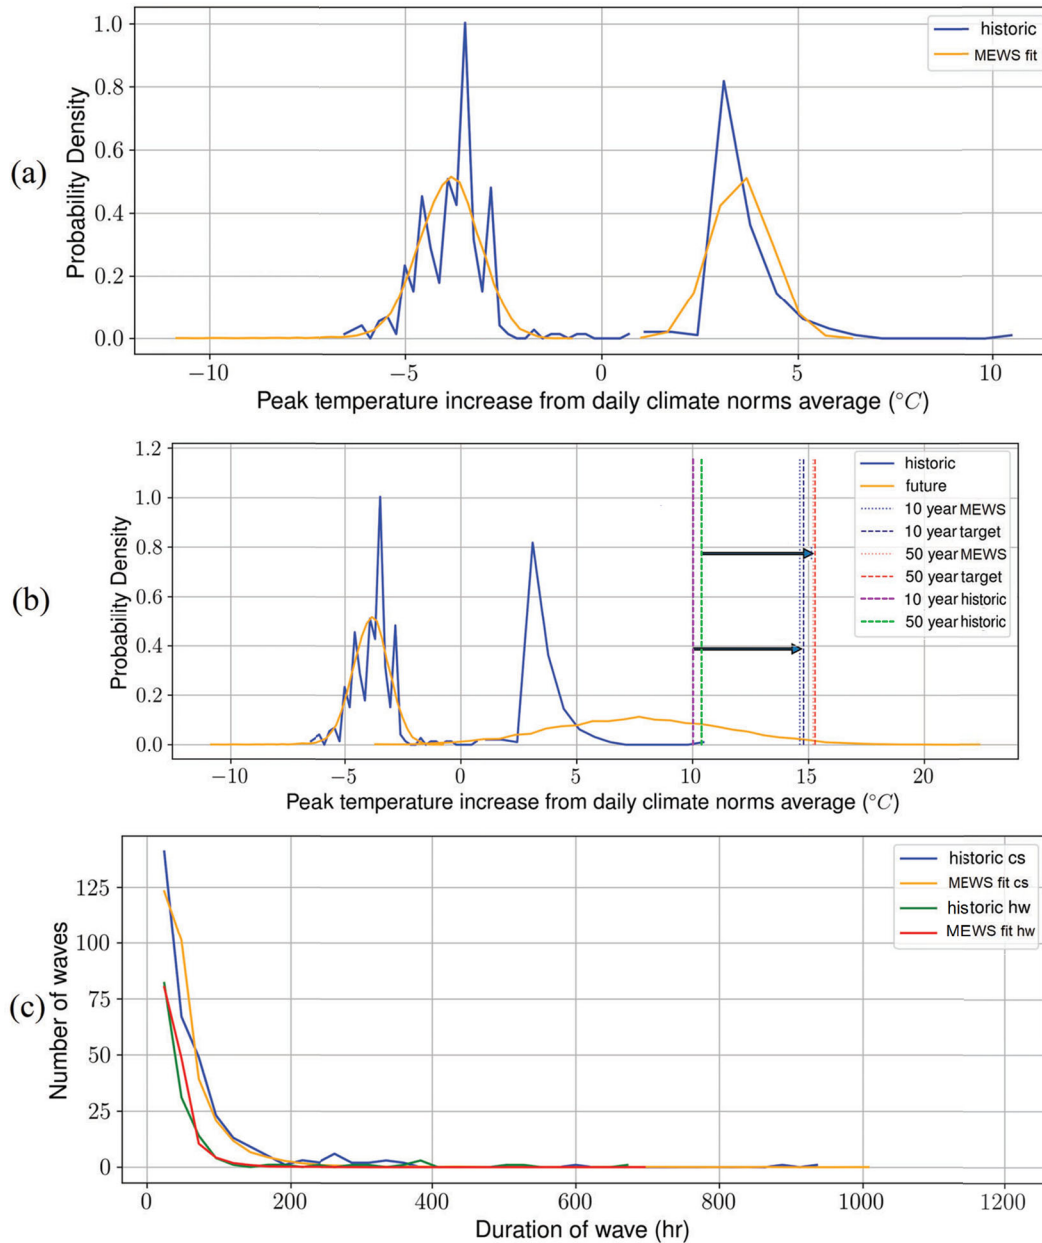 (a)
Probability Density
1.0
0.8
0.6
0.4
0.2
0.0
historic
MEWS fit
−10
−5
0
5
10
Peak temperature increase from daily climate norms average (°C)
(b)
Probability Density
1.2
1.0
0.8
0.6
0.4
0.2
0.0
historic
future
10 year MEWS
10 year target
50 year MEWS
50 year target
10 year historic
50 year historic
−10
−5
0
5
10
15
20
Peak temperature increase from daily climate norms average (°C)
(c)
Number of waves
125
100
75
50
25
0
historic cs
MEWS fit cs
historic hw
MEWS fit hw
0
200
400
600
800
1000
1200
Duration of wave (hr)